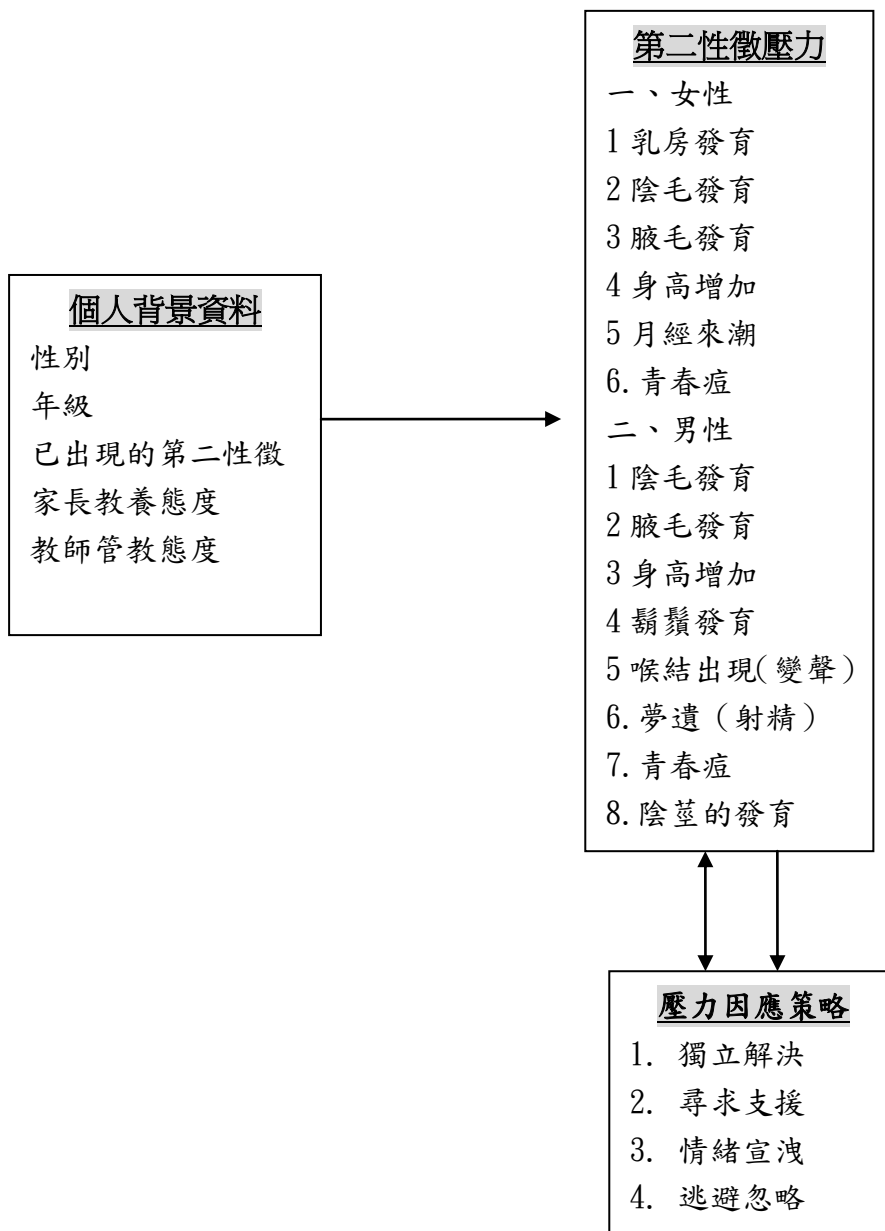 第二性徵壓力
一、女性
1 乳房發育
2 陰毛發育
3 腋毛發育
4 身高增加
5 月經來潮
6.青春痘
二、男性
1 陰毛發育
2 腋毛發育
3 身高增加
4 鬍鬚發育
5 喉結出現(變聲）
6.夢遺（射精）
7.青春痘
8.陰莖的發育
個人背景資料
性別
年級
已出現的第二性徵
家長教養態度
教師管教態度
壓力因應策略
1. 獨立解決
2. 尋求支援
3. 情緒宣洩
4. 逃避忽略